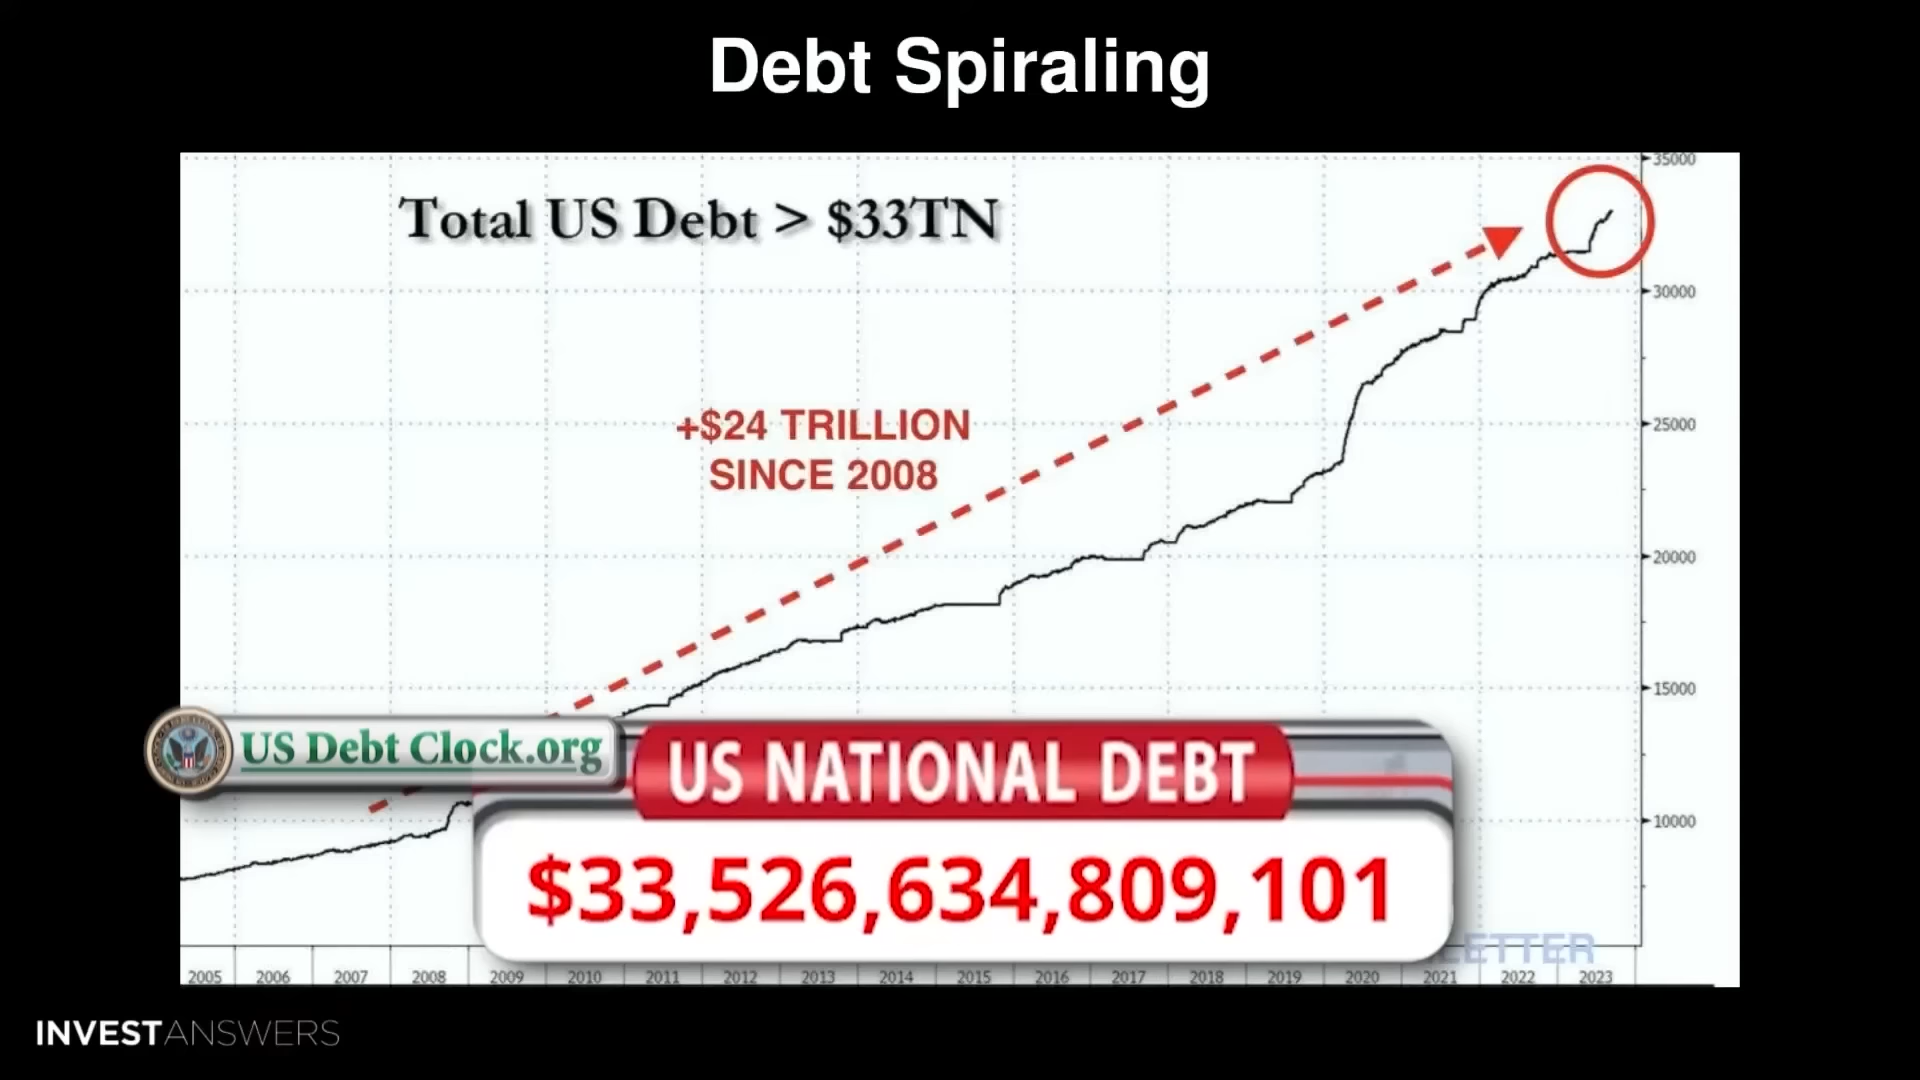 Debt Spiraling
Total US Debt > $33TN
35000
30000
+$24 TRILLION
SINCE 2008
25000
20000
15000
US Debt Clock.org
US NATIONAL DEBT
10000
$33,526,634,809,101
ETTER
2005 2006 2007 2008 2009 2010 2011 2012 2013 2014 2015 2016 2017 2018 2019 2020 2021 2022 2023
INVESTANSWERS